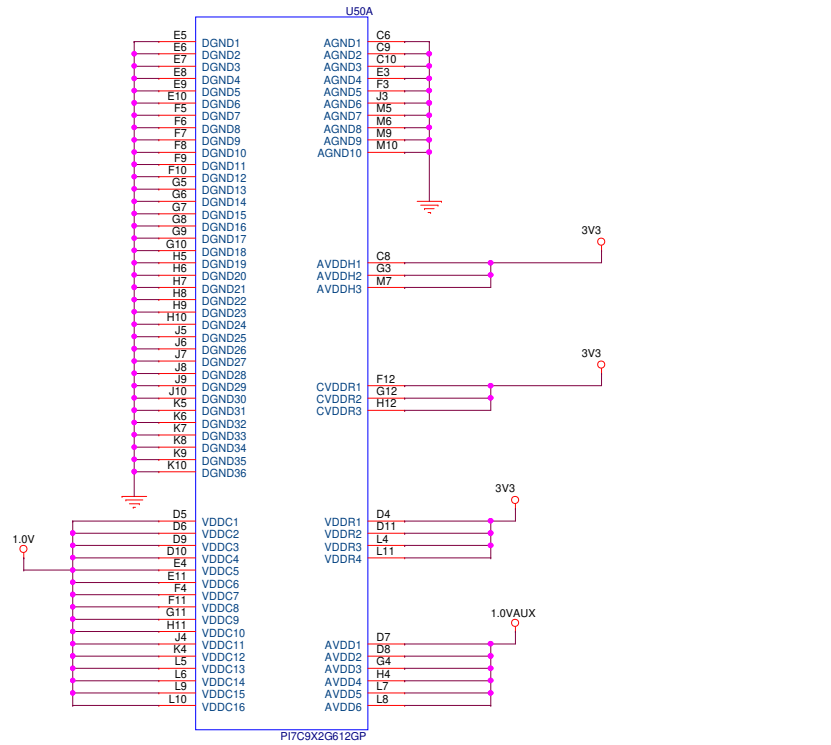 U50A
E5 DGND1 AGND1 C6
E6 DGND2 AGND2 C9
E7 DGND3 AGND3 C10
E8 DGND4 AGND4 E3
E9 DGND5 AGND5 F3
E10 DGND6 AGND6 J3
F5 DGND7 AGND7 M5
F6 DGND8 AGND8 M6
F7 DGND9 AGND9 M9
F8 DGND10 AGND10 M10
F9 DGND11
F10 DGND12
G5 DGND13
G6 DGND14
G7 DGND15
G8 DGND16
G9 DGND17
3V3
G10 DGND18
H5 DGND19 AVDDH1 C8
H6 DGND20 AVDDH2 G3
H7 DGND21 AVDDH3 M7
H8 DGND22
H9 DGND23
H10 DGND24
J5 DGND25
J6 DGND26
J7 DGND27
3V3
J8 DGND28
J9 DGND29 CVDDR1 F12
J10 DGND30 CVDDR2 G12
K5 DGND31 CVDDR3 H12
K6 DGND32
K7 DGND33
K8 DGND34
K9 DGND35
K10 DGND36
3V3
D5 VDDC1 VDDR1 D4
D6 VDDC2 VDDR2 D11
D9 VDDC3 VDDR3 L4
1.0V
D10 VDDC4 VDDR4 L11
E4 VDDC5
E11 VDDC6
F4 VDDC7
F11 VDDC8
1.0VAUX
G11 VDDC9
H11 VDDC10
J4 VDDC11 AVDD1 D7
K4 VDDC12 AVDD2 D8
L5 VDDC13 AVDD3 G4
L6 VDDC14 AVDD4 H4
L9 VDDC15 AVDD5 L7
L10 VDDC16 AVDD6 L8
PI7C9X2G612GP